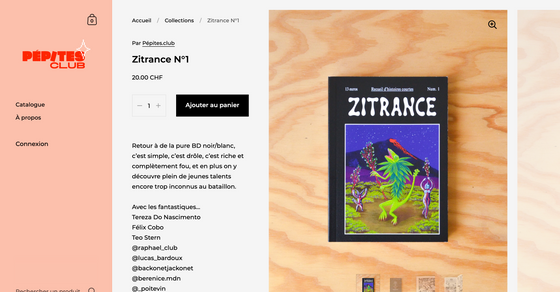 0
PÉPITES
CLUB
Catalogue
À propos
Connexion
Rechercher un produit
Accueil / Collections / Zitrance N°1
Par Pépites.club
Zitrance N°1
20.00 CHF
1
Ajouter au panier
Retour à de la pure BD noir/blanc,
c'est simple, c'est drôle, c'est riche et
complètement fou, et en plus on y
découvre plein de jeunes talents
encore trop inconnus au bataillon.
Avec les fantastiques...
Tereza Do Nascimento
Félix Cobo
Teo Stern
@raphael_club
@lucas_bardoux
@backonetjackonet
@berenice.mdn
@_poitevin
13 euros
Recueil d'histoires courtes
Num. 1
ZITRANCE